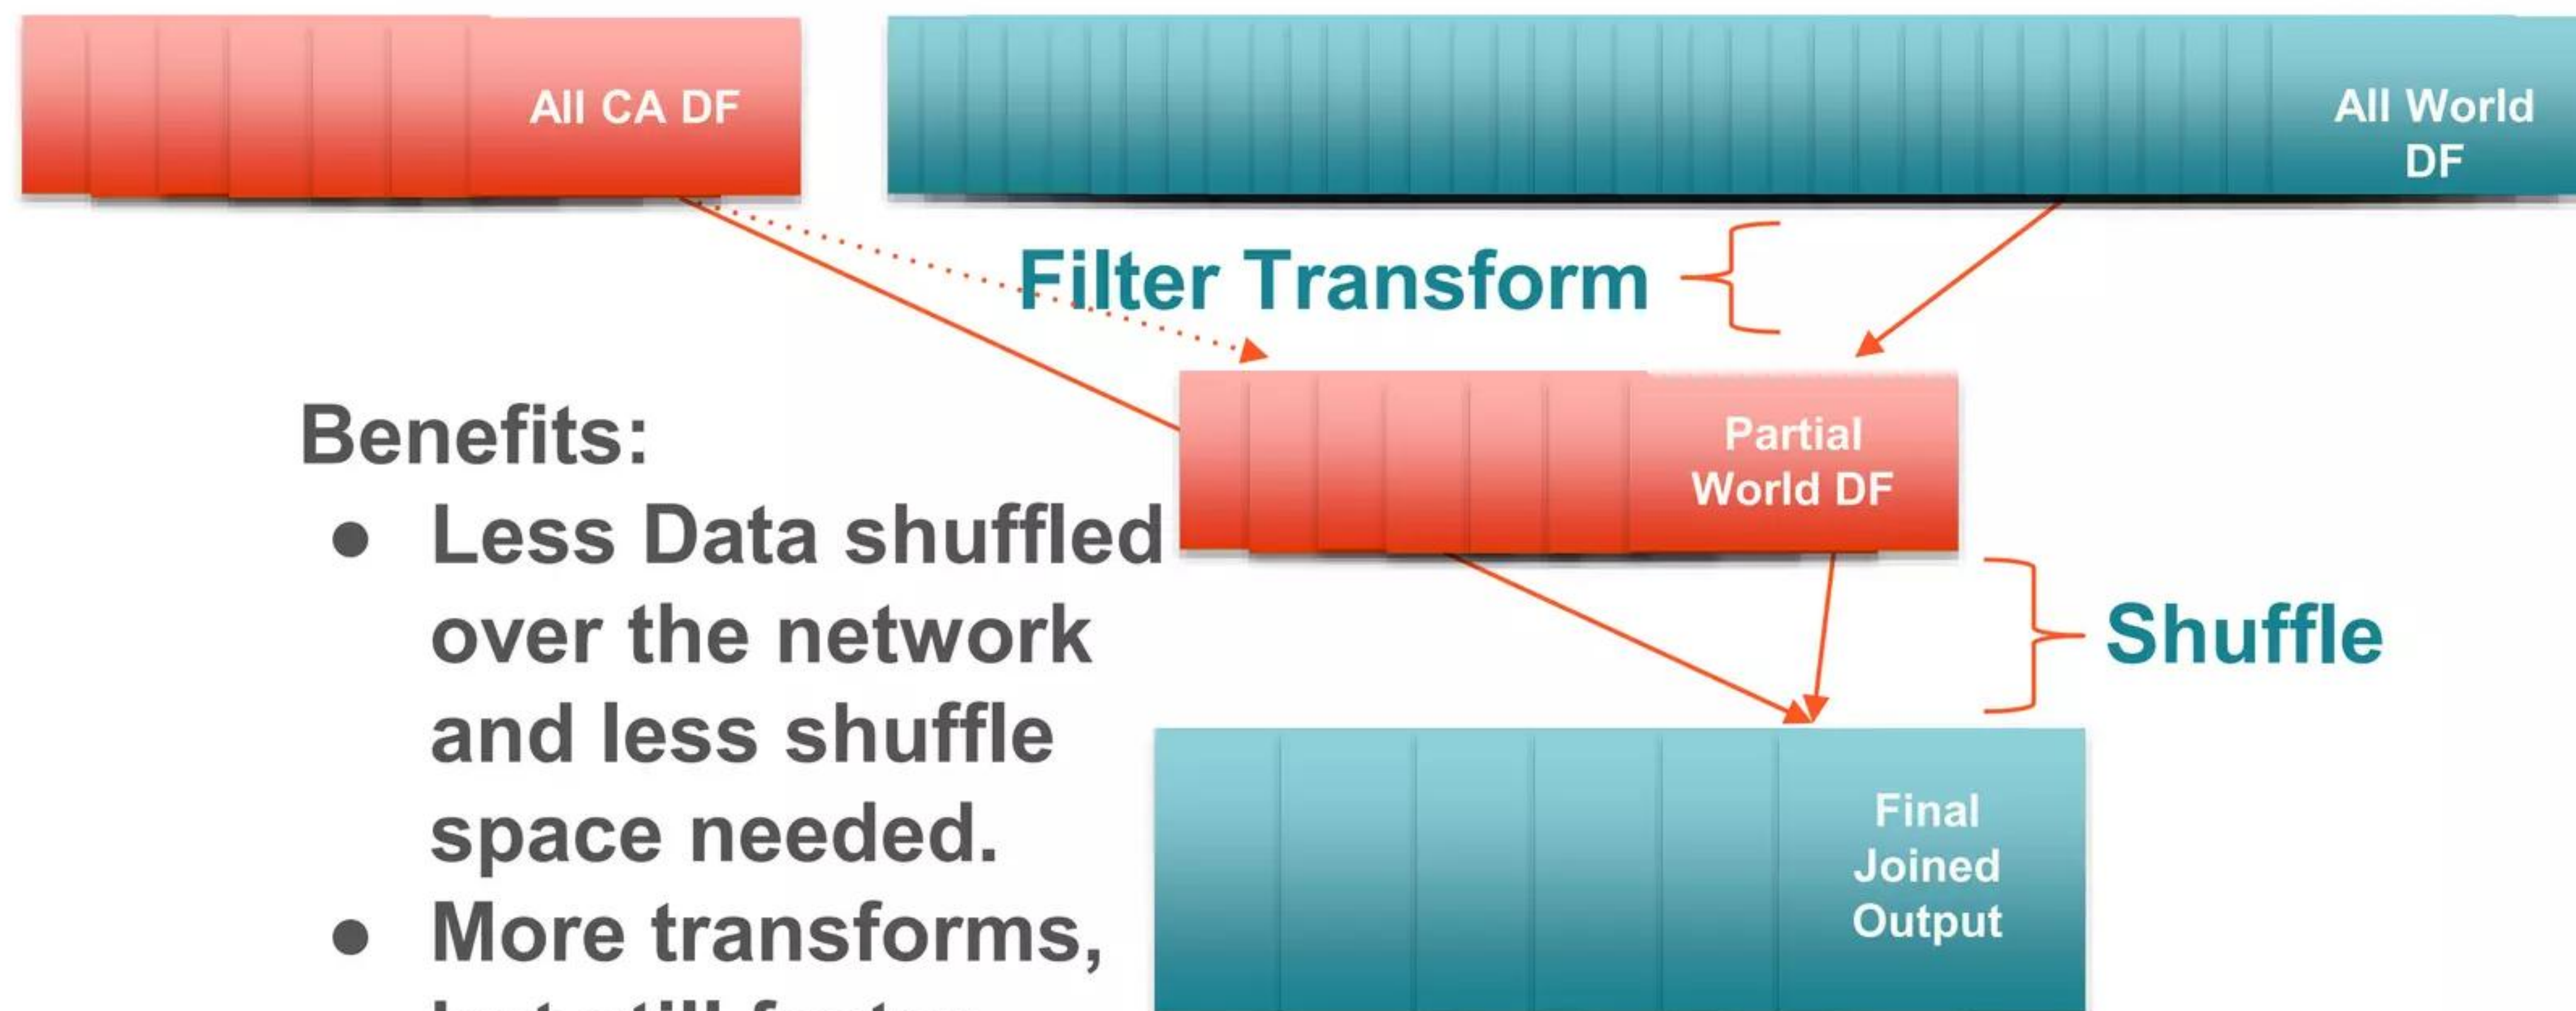 All CA DF
All World
DF
Filter Transform
Partial
World DF
Benefits:
● Less Data shuffled
over the network
and less shuffle
space needed.
● More transforms,
Shuffle
Final
Joined
Output